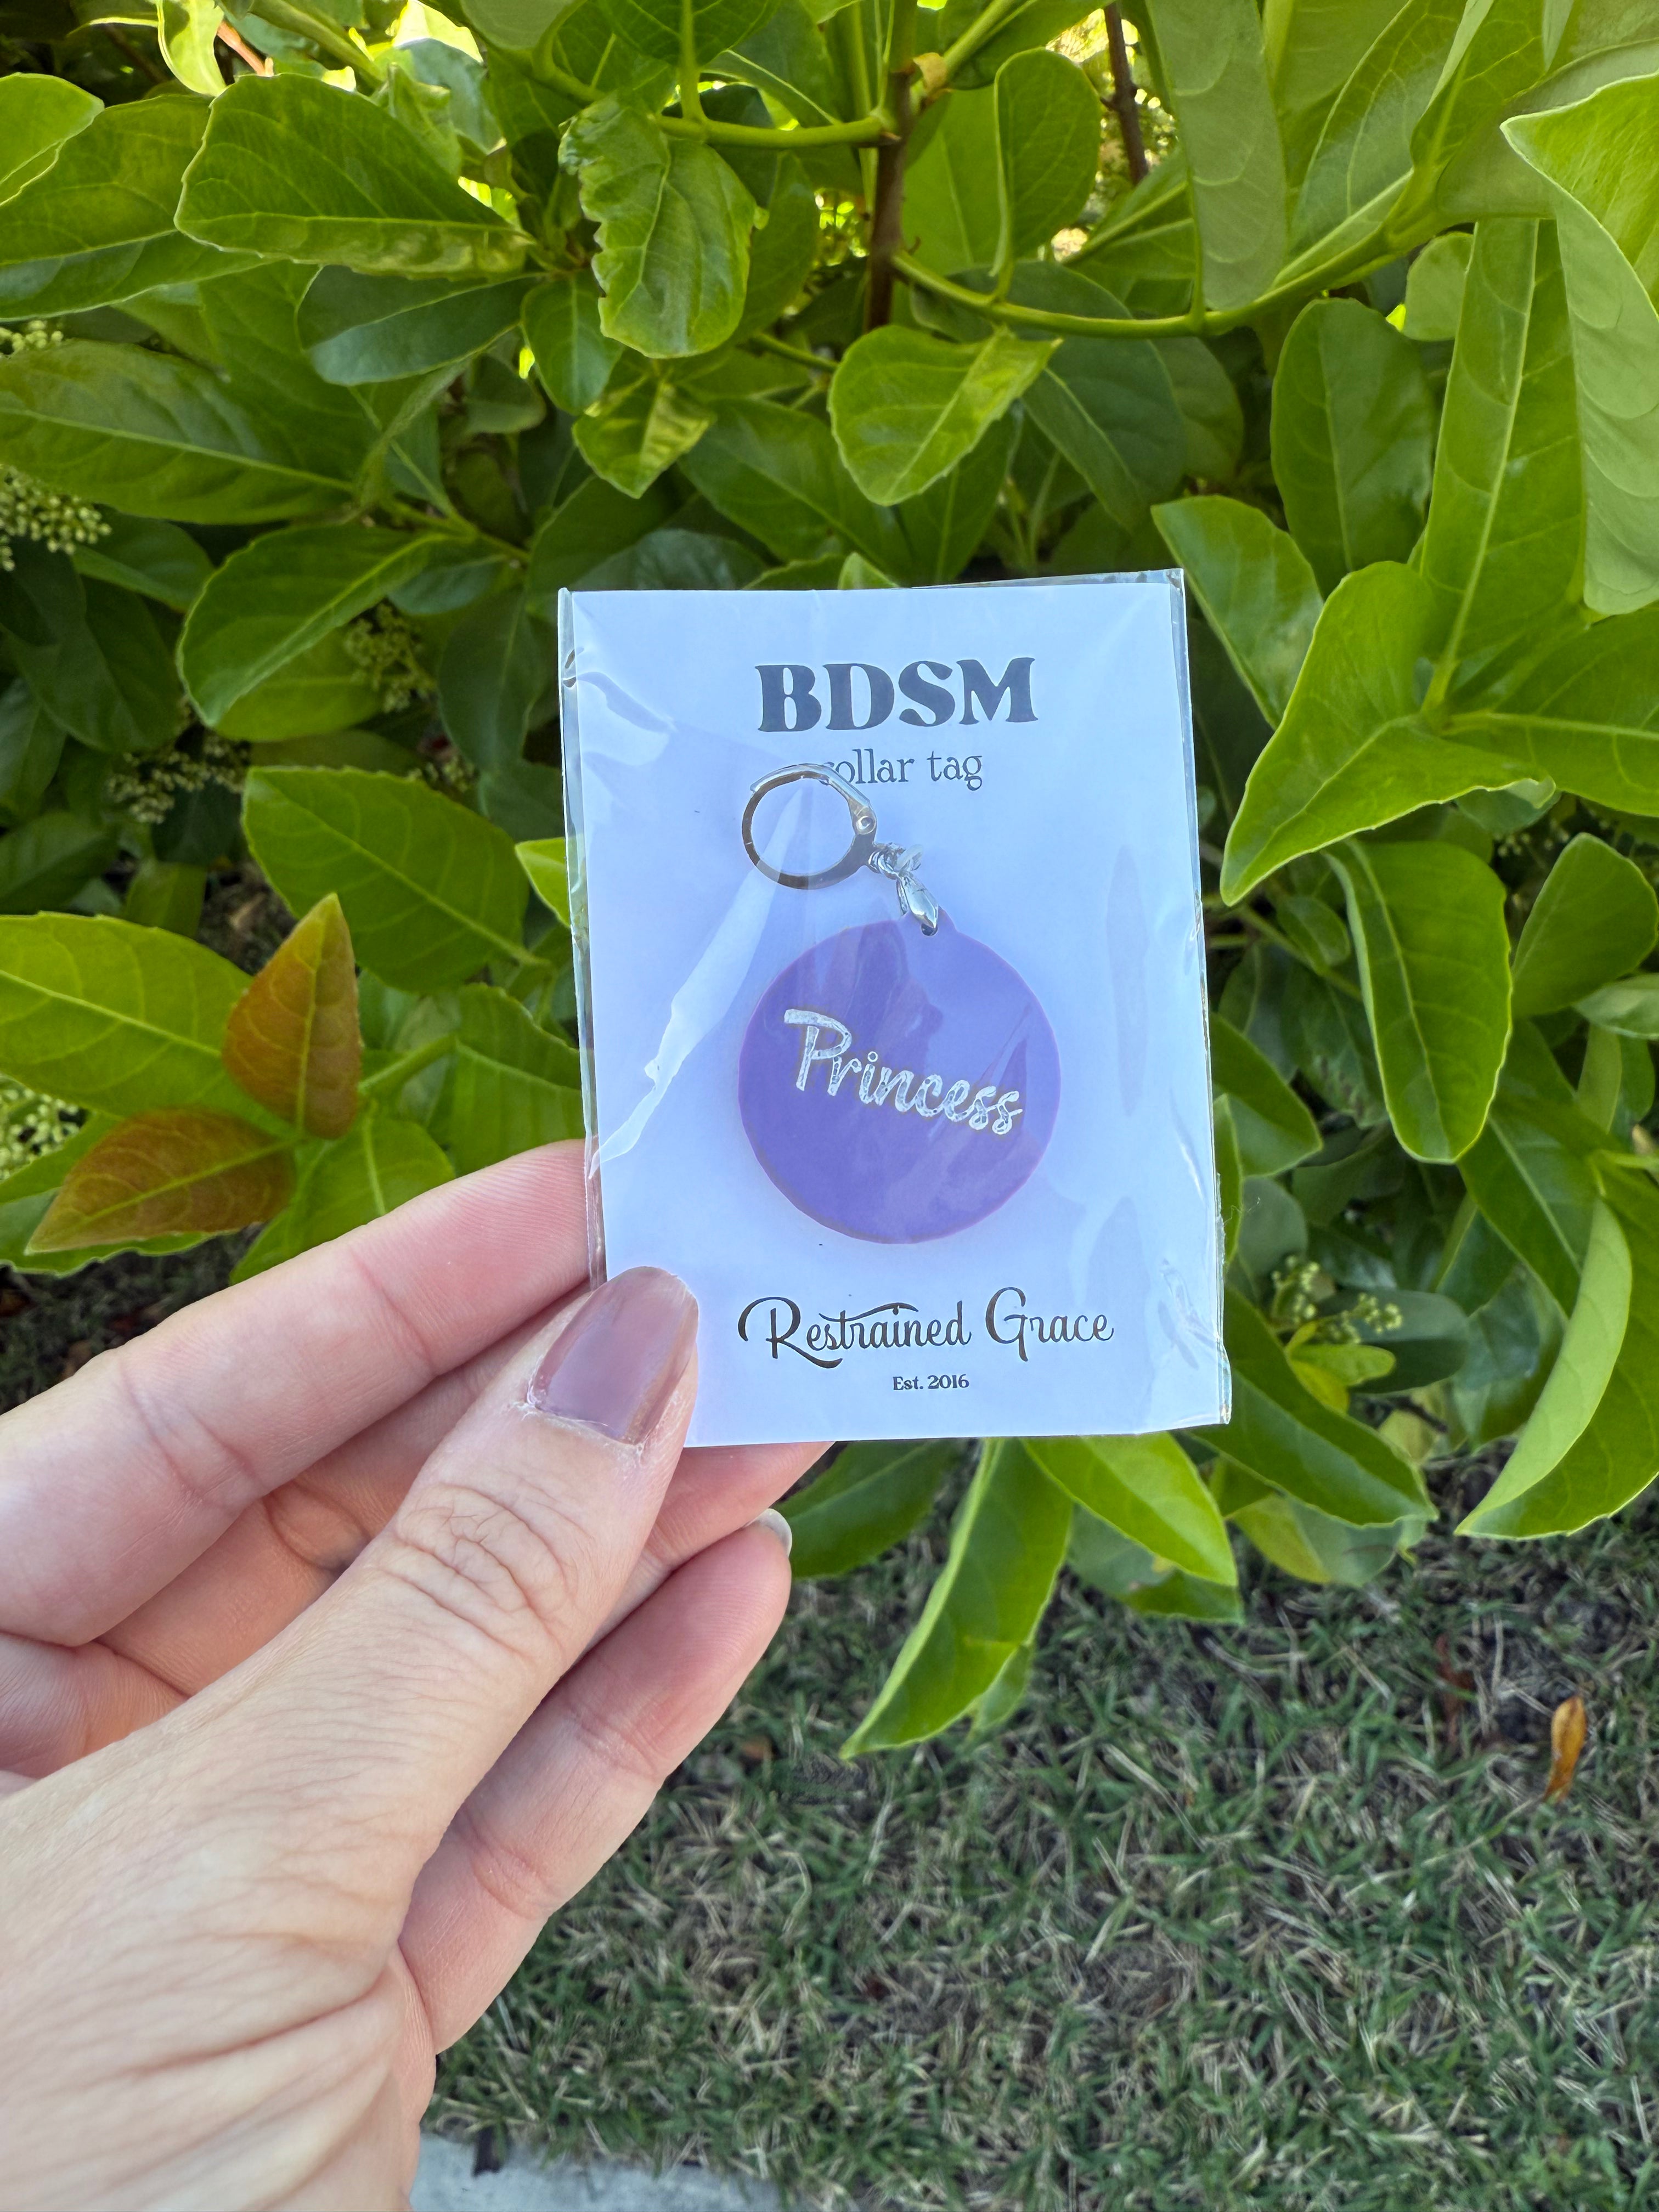 BDSM
collar tag
Princess
Restrained Grace
Est. 2016